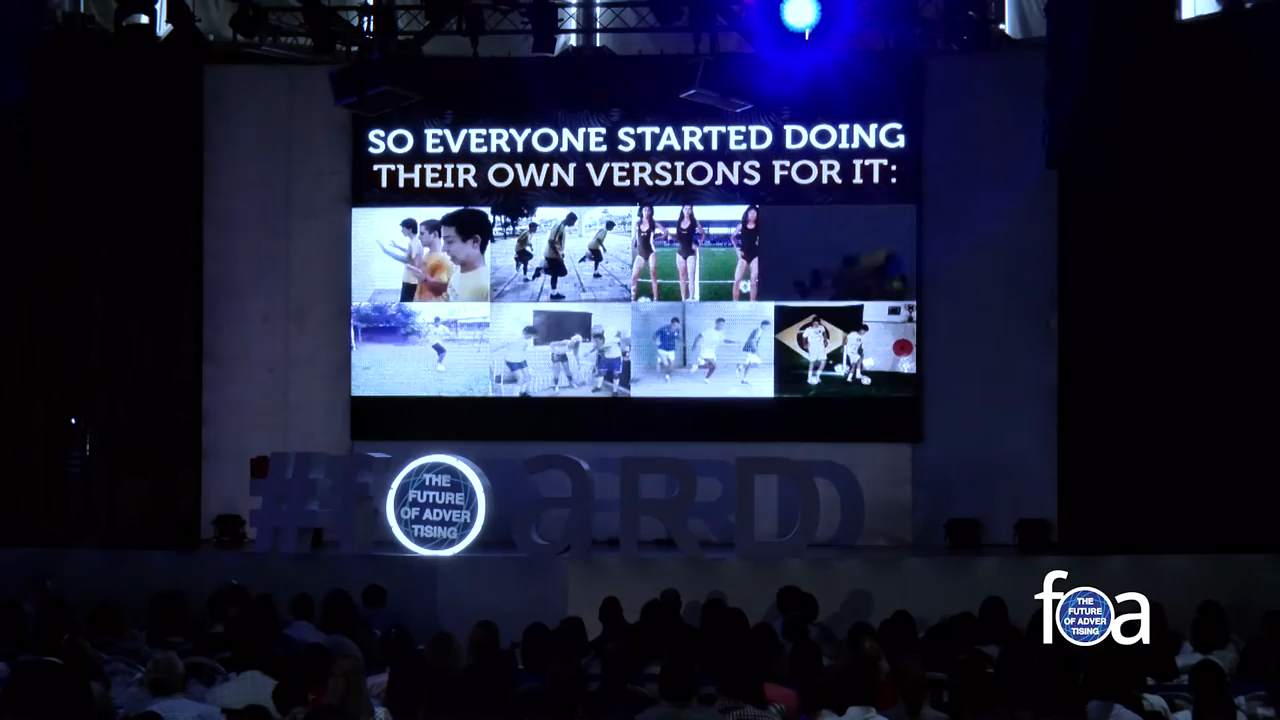 SO EVERYONE STARTED DOING
THEIR OWN VERSIONS FOR IT:
THE
FUTURE
OF ADVER
TISING
#foaRD
foa
THE
FUTURE
OF ADVER
TISING